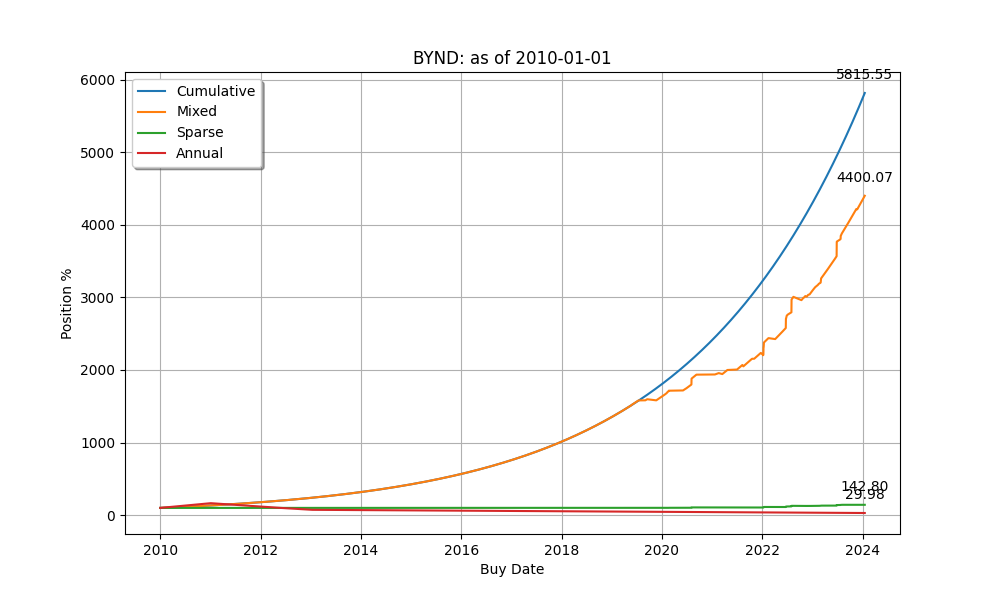 BYND: as of 2010-01-01
Cumulative
Mixed
Sparse
Annual
5815.55
4400.07
142.80
29.98
Position %
6000
5000
4000
3000
2000
1000
0
2010 2012 2014 2016 2018 2020 2022 2024
Buy Date